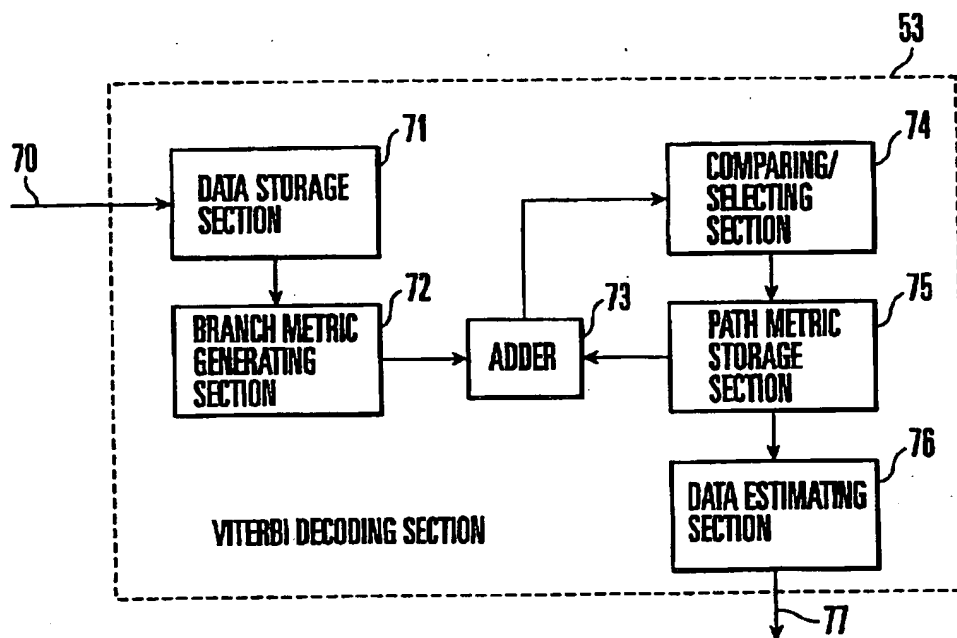 53
70
71
DATA STORAGE
SECTION
74
COMPARING/
SELECTING
SECTION
72
BRANCH METRIC
GENERATING
SECTION
73
ADDER
75
PATH METRIC
STORAGE
SECTION
76
DATA ESTIMATING
SECTION
VITERBI DECODING SECTION
77